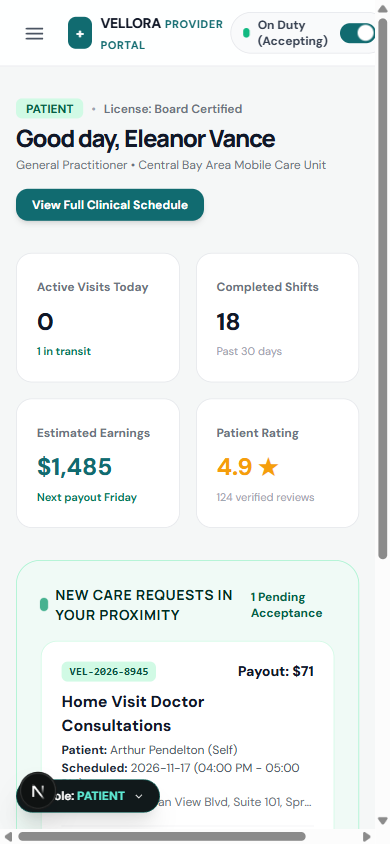 VELLORA PROVIDER
PORTAL
On Duty
(Accepting)
PATIENT • License: Board Certified
Good day, Eleanor Vance
General Practitioner • Central Bay Area Mobile Care Unit
View Full Clinical Schedule
Active Visits Today
0
1 in transit
Completed Shifts
18
Past 30 days
Estimated Earnings
$1,485
Next payout Friday
Patient Rating
4.9 ★
124 verified reviews
NEW CARE REQUESTS IN
YOUR PROXIMITY
1 Pending
Acceptance
VEL-2026-8945
Payout: $71
Home Visit Doctor
Consultations
Patient: Arthur Pendelton (Self)
Scheduled: 2026-11-17 (04:00 PM - 05:00
View Blvd, Suite 101, Spr...
N
PATIENT